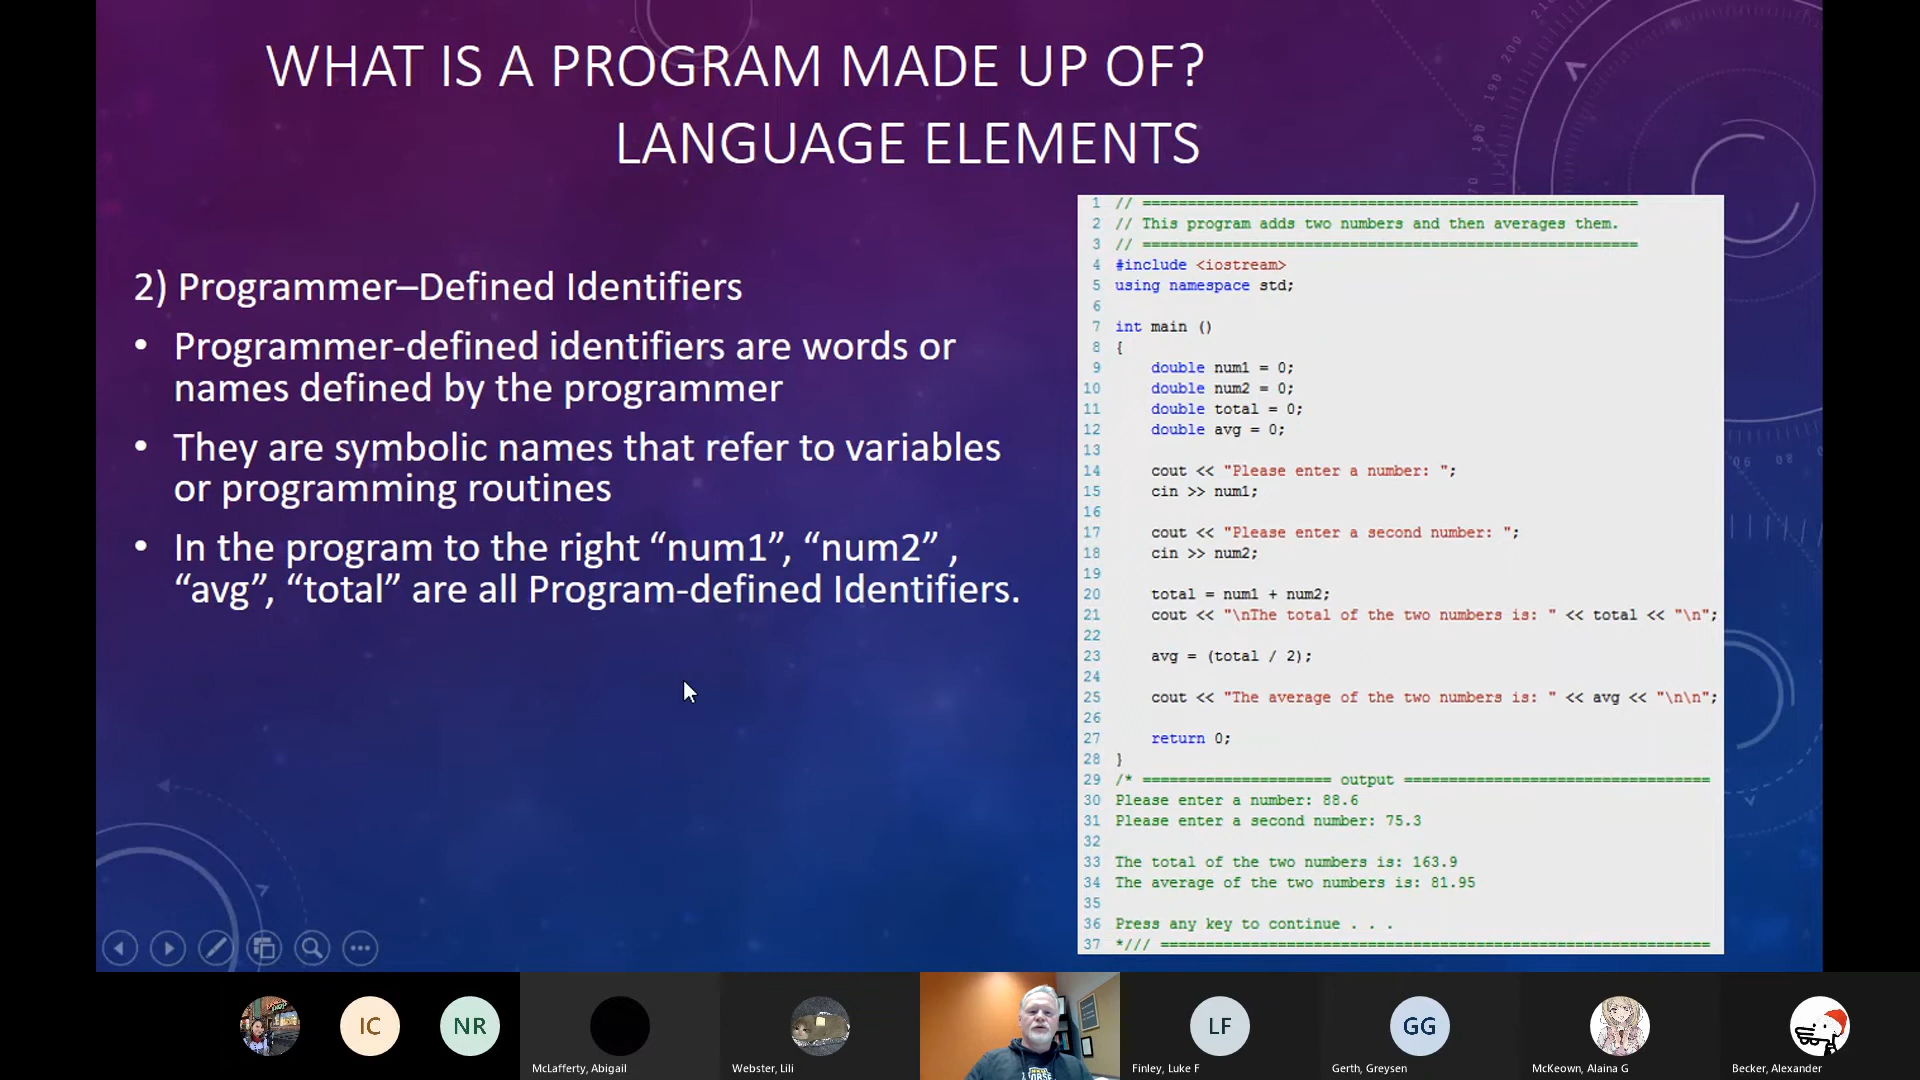 WHAT IS A PROGRAM MADE UP OF?
LANGUAGE ELEMENTS
2) Programmer–Defined Identifiers
• Programmer-defined identifiers are words or
names defined by the programmer
• They are symbolic names that refer to variables
or programming routines
• In the program to the right “num1”, “num2” ,
“avg”, “total” are all Program-defined Identifiers.
1 // =======================================================
2 // This program adds two numbers and then averages them.
3 // =======================================================
4 #include <iostream>
5 using namespace std;
6
7 int main ()
8 {
9 double num1 = 0;
10 double num2 = 0;
11 double total = 0;
12 double avg = 0;
13
14 cout << "Please enter a number: ";
15 cin >> num1;
16
17 cout << "Please enter a second number: ";
18 cin >> num2;
19
20 total = num1 + num2;
21 cout << "\nThe total of the two numbers is: " << total << "\n";
22
23 avg = (total / 2);
24
25 cout << "The average of the two numbers is: " << avg << "\n\n";
26
27 return 0;
28 }
29 /* ===================== output ==================================
30 Please enter a number: 88.6
31 Please enter a second number: 75.3
32
33 The total of the two numbers is: 163.9
34 The average of the two numbers is: 81.95
35
36 Press any key to continue . . .
37 */// =============================================================
IC
NR
LF
GG
McLafferty, Abigail
Webster, Lili
Finley, Luke F
Gerth, Greysen
McKeown, Alaina G
Becker, Alexander